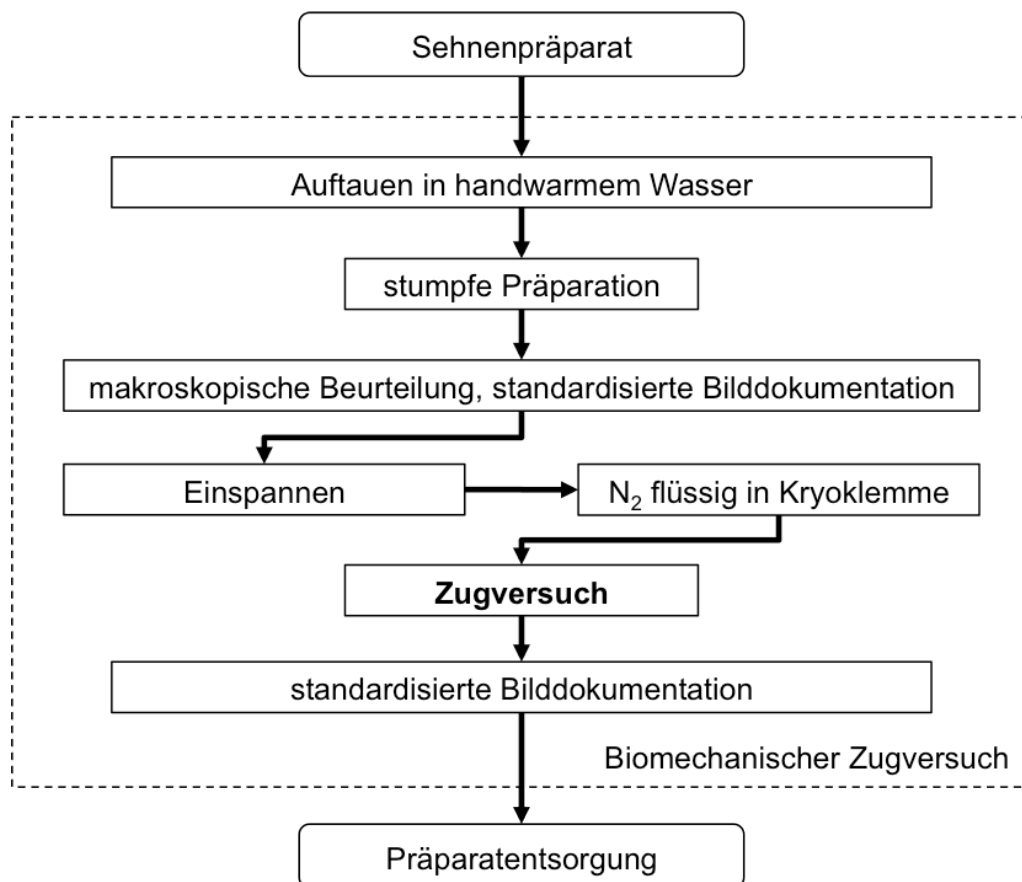 Sehnenpräparat
Auftauen in handwarmem Wasser
stumpfe Präparation
makroskopische Beurteilung, standardisierte Bilddokumentation
Einspannen
N₂ flüssig in Kryoklemme
Zugversuch
standardisierte Bilddokumentation
Biomechanischer Zugversuch
Präparatentsorgung